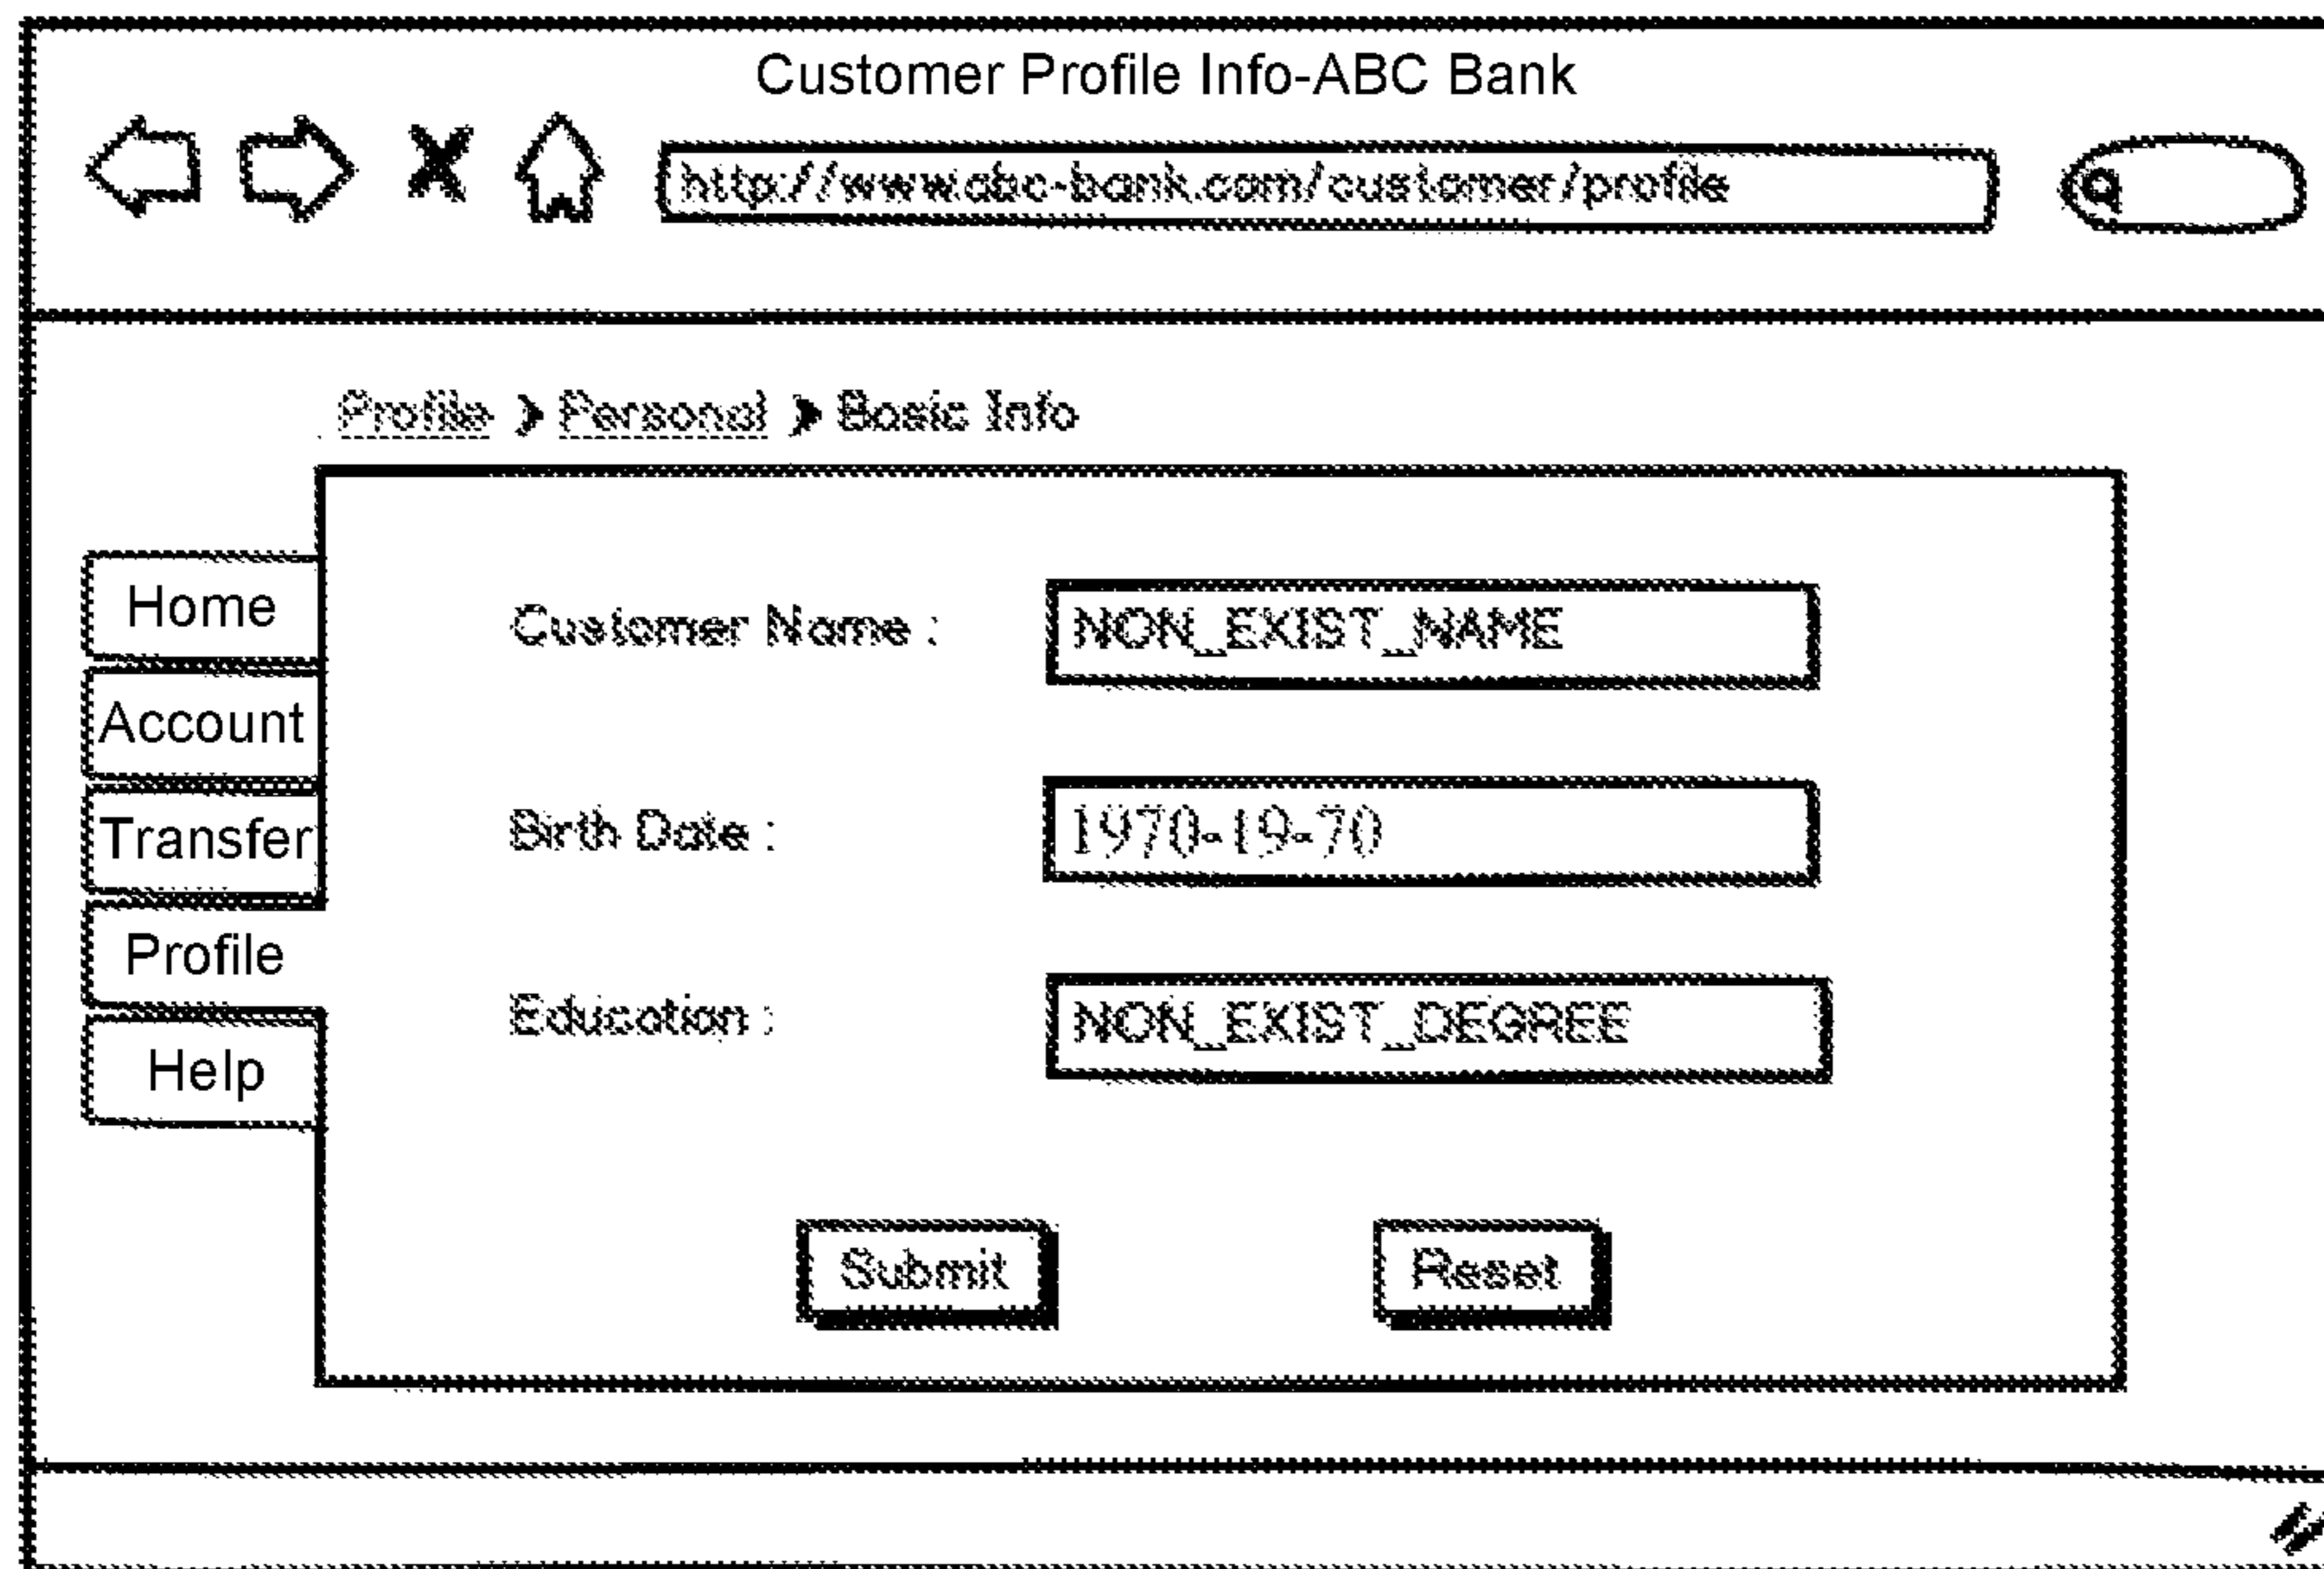 Customer Profile Info-ABC Bank
http://www.abc-bank.com/customer/profile
Profile > Personal > Basic Info
Home
Account
Transfer
Profile
Help
Customer Name : NON_EXIST_NAME
Birth Date : 1970-19-70
Education : NON_EXIST_DEGREE
Submit Reset